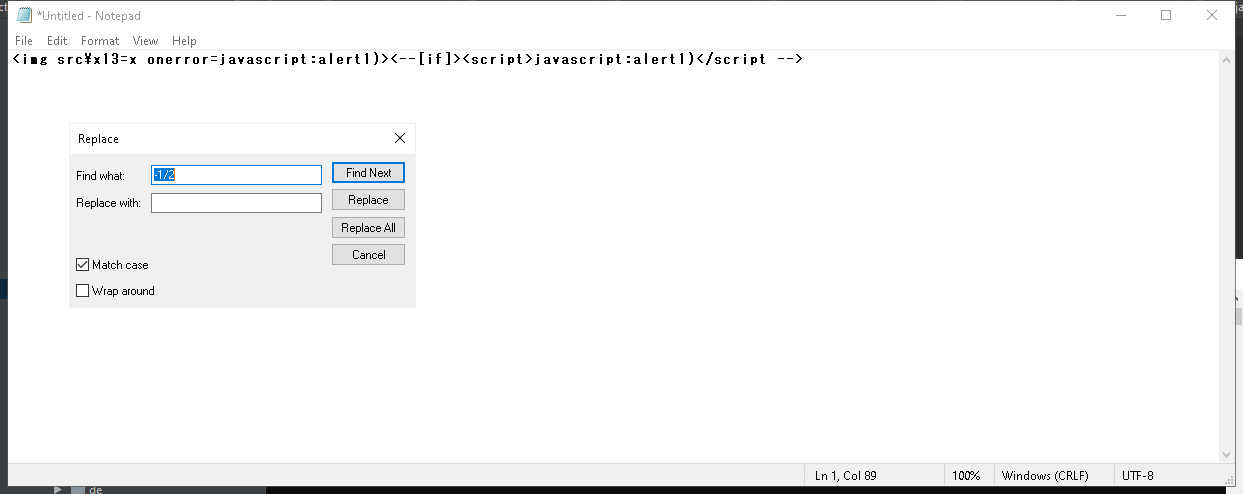 *Untitled - Notepad
File Edit Format View Help
<img src¥x13=x onerror=javascript:alert1)><--[if]><script>javascript:alert1)</script -->
Replace
Find what: -1/2 Find Next
Replace with: Replace
Replace All
Cancel
Match case
Wrap around
Ln 1, Col 89 100% Windows (CRLF) UTF-8
de